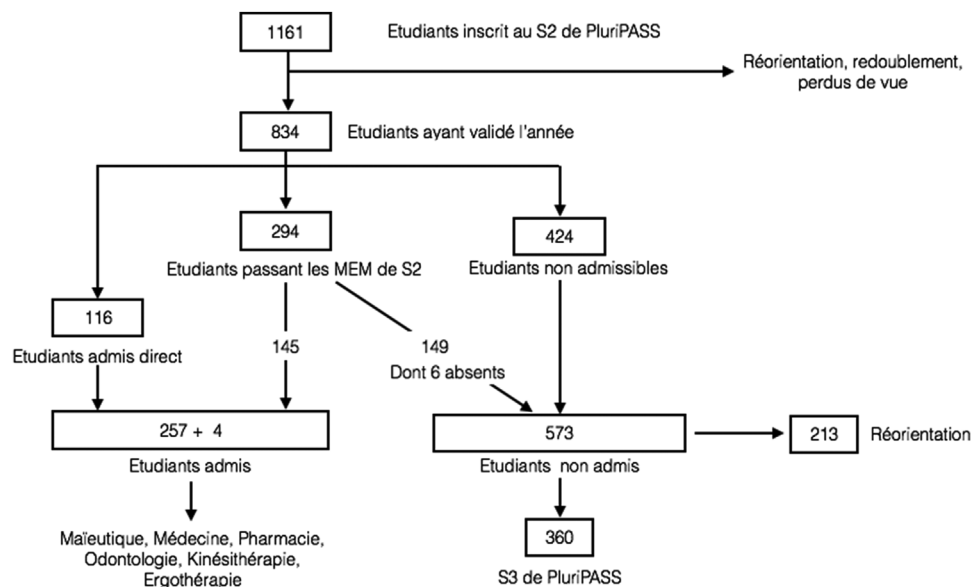 1161
Etudiants inscrit au S2 de PluriPASS
Réorientation, redoublement,
perdus de vue
834
Etudiants ayant validé l'année
294
Etudiants passant les MEM de S2
424
Etudiants non admissibles
116
Etudiants admis direct
145
149
Dont 6 absents
257 + 4
Etudiants admis
573
Etudiants non admis
213
Réorientation
Maïeutique, Médecine, Pharmacie,
Odontologie, Kinésithérapie,
Ergothérapie
360
S3 de PluriPASS